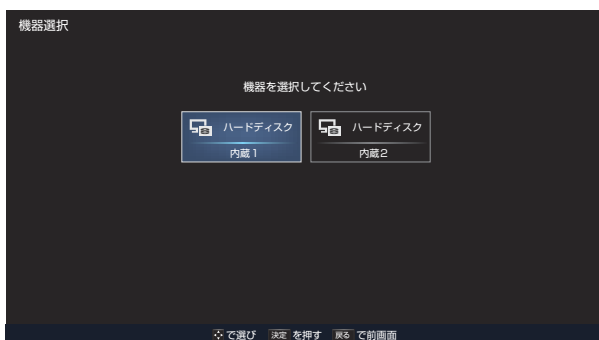 機器選択
機器を選択してください
ハードディスク
内蔵1
ハードディスク
内蔵2
で選び 決定 を押す 戻る で前画面